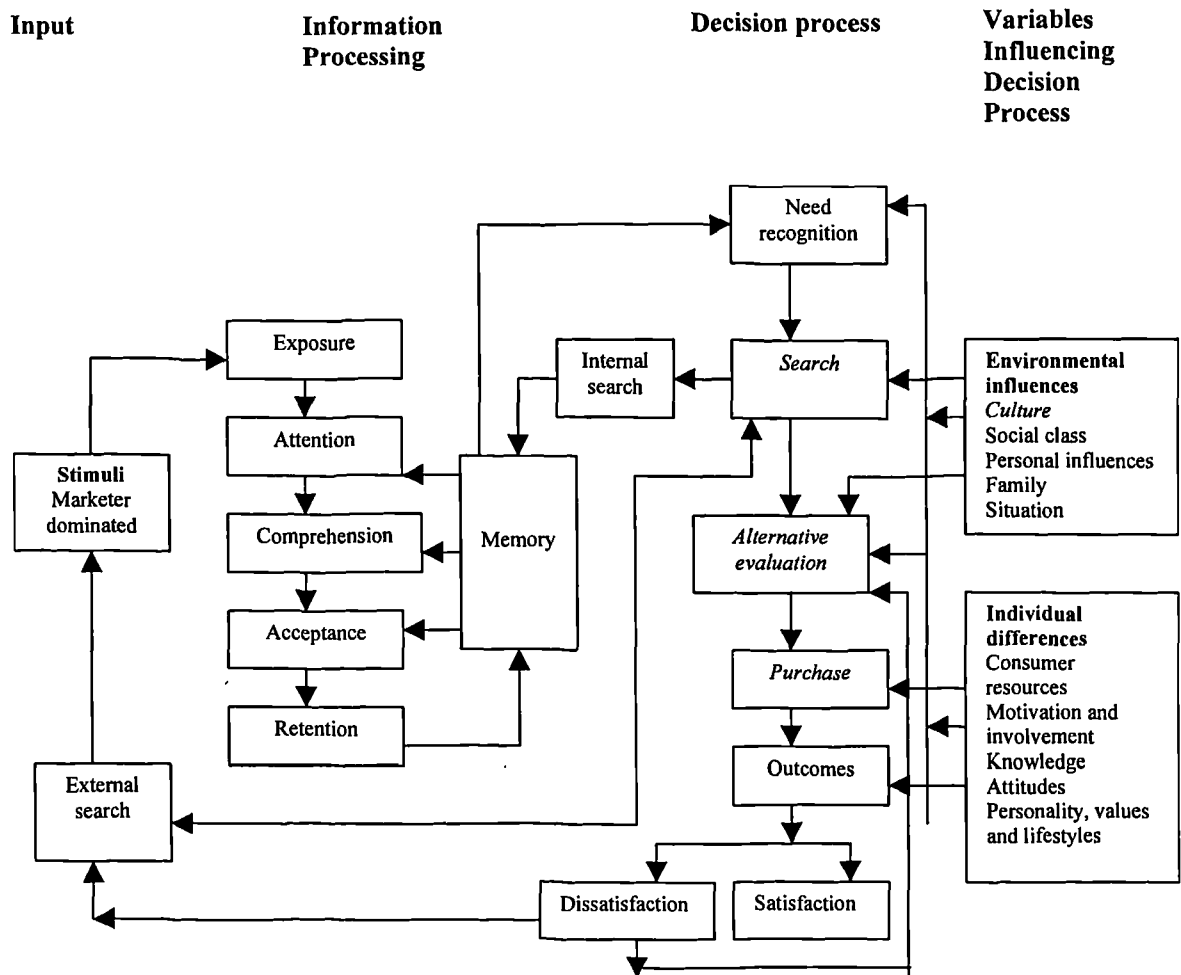 Input
Information
Processing
Decision process
Variables
Influencing
Decision
Process
Need
recognition
Exposure
Internal
search
Search
Environmental
influences
Culture
Social class
Personal influences
Family
Situation
Attention
Stimuli
Marketer
dominated
Comprehension
Memory
Alternative
evaluation
Acceptance
Individual
differences
Consumer
resources
Motivation and
involvement
Knowledge
Attitudes
Personality, values
and lifestyles
Purchase
Retention
Outcomes
External
search
Dissatisfaction
Satisfaction